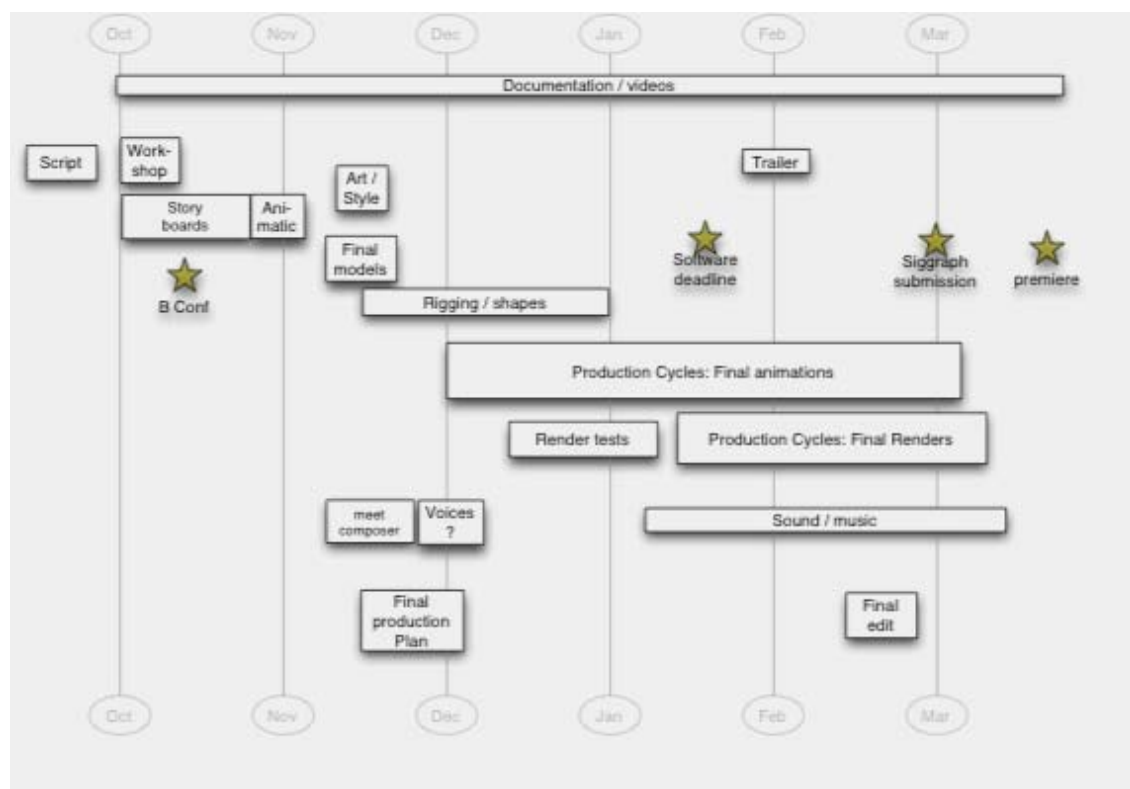 Oct
Nov
Dec
Jan
Feb
Mar
Documentation / videos
Script
Work-
shop
Trailer
Art /
Style
Story
boards
Ani-
matic
Final
models
Software
deadline
Siggraph
submission
premiere
B Conf
Rigging / shapes
Production Cycles: Final animations
Render tests
Production Cycles: Final Renders
meet
composer
Voices
?
Sound / music
Final
production
Plan
Final
edit
Oct
Nov
Dec
Jan
Feb
Mar